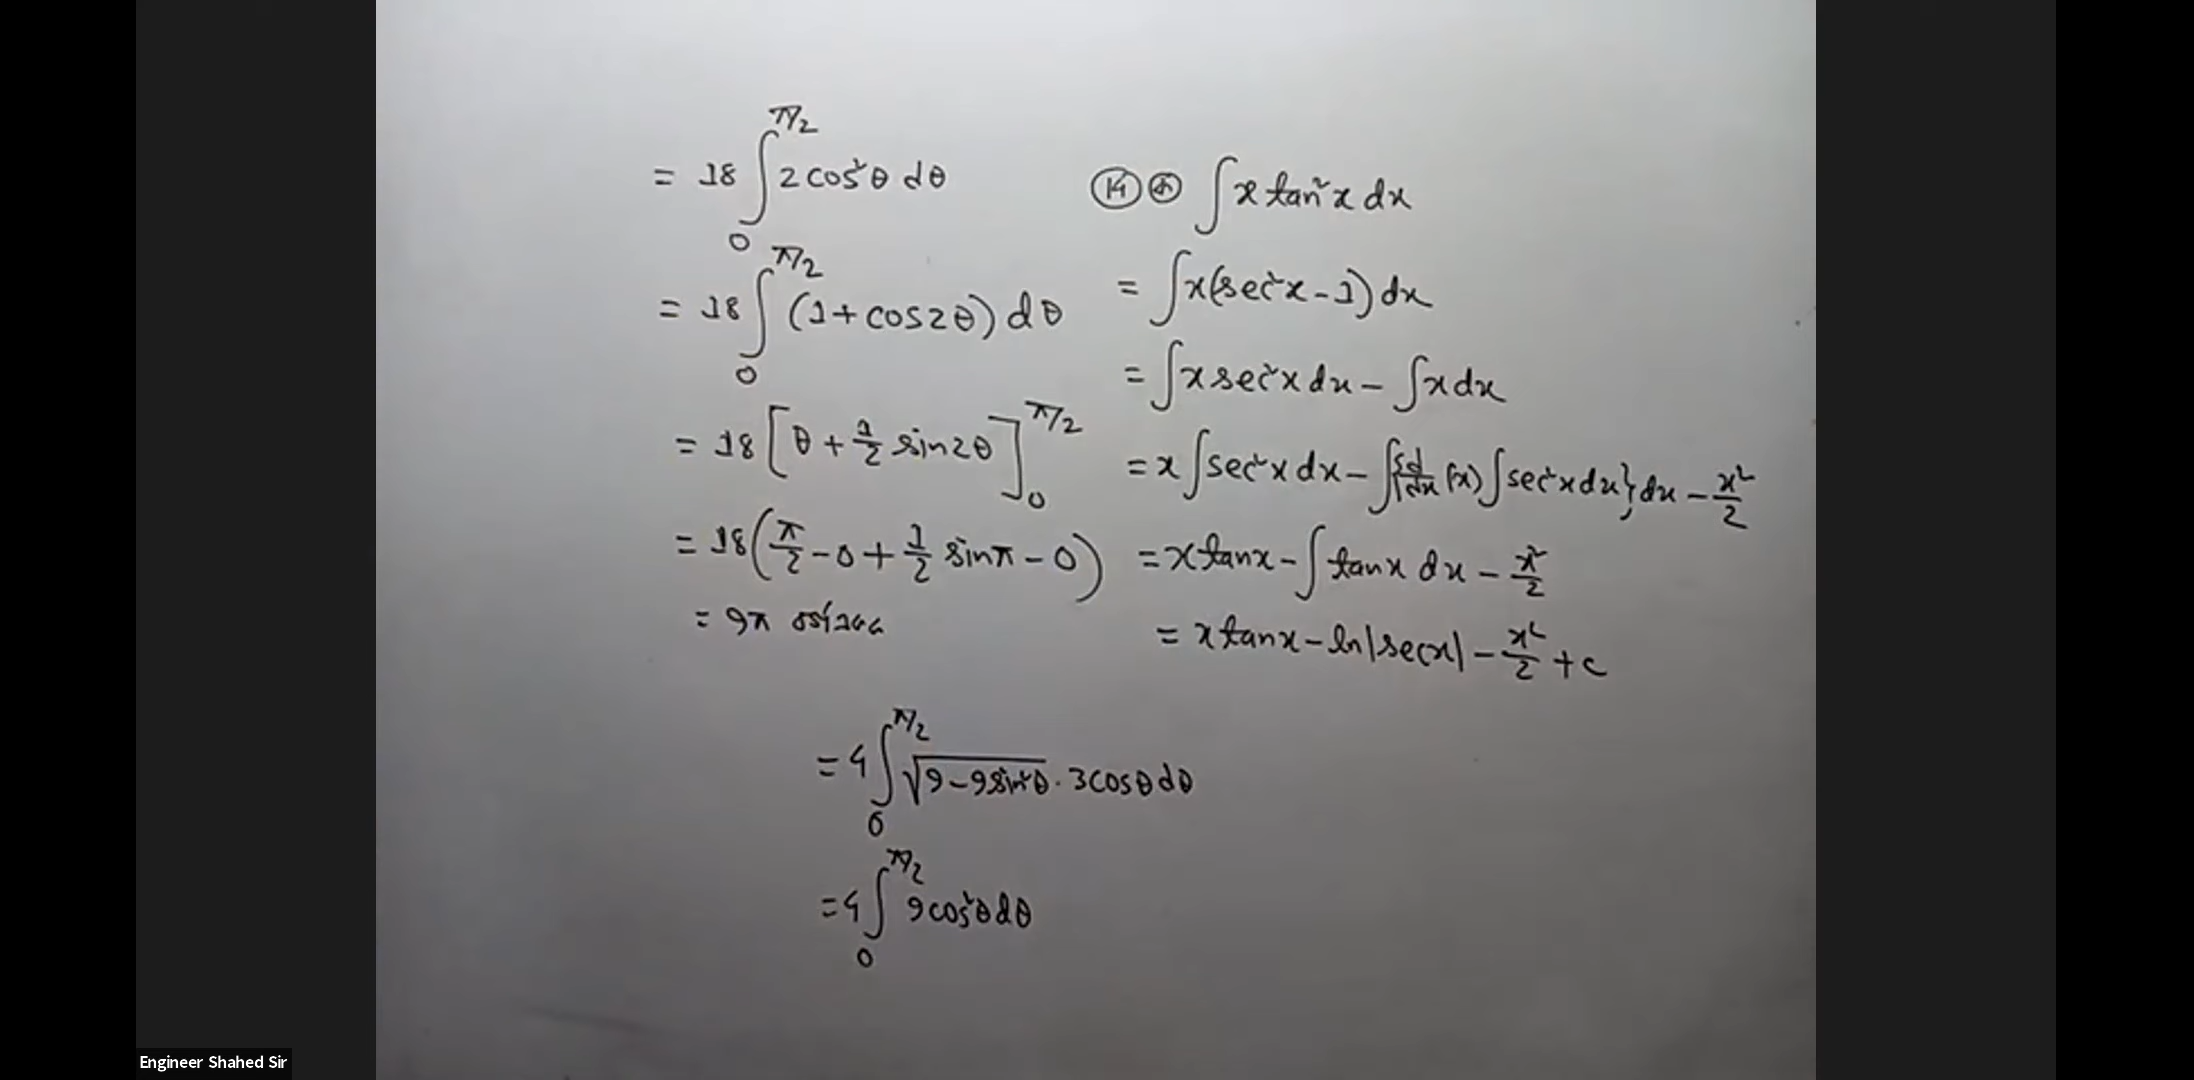 = 18 ∫₀^{π/2} 2 cos²θ dθ
= 18 ∫₀^{π/2} (1 + cos2θ) dθ
= 18 [θ + 1/2 sin2θ]₀^{π/2}
= 18 (π/2 - 0 + 1/2 sinπ - 0)
= 9π
= 4 ∫₀^{π/2} √(9 - 9sin²θ) · 3cosθ dθ
= 4 ∫₀^{π/2} 9cos²θ dθ
∫ x tan²x dx
= ∫ x(sec²x - 1) dx
= ∫ x sec²x dx - ∫ x dx
= x ∫ sec²x dx - ∫ {d/dx (x) ∫ sec²x dx} dx - x²/2
= x tanx - ∫ tanx dx - x²/2
= x tanx - ln|secx| - x²/2 + c
Engineer Shahed Sir